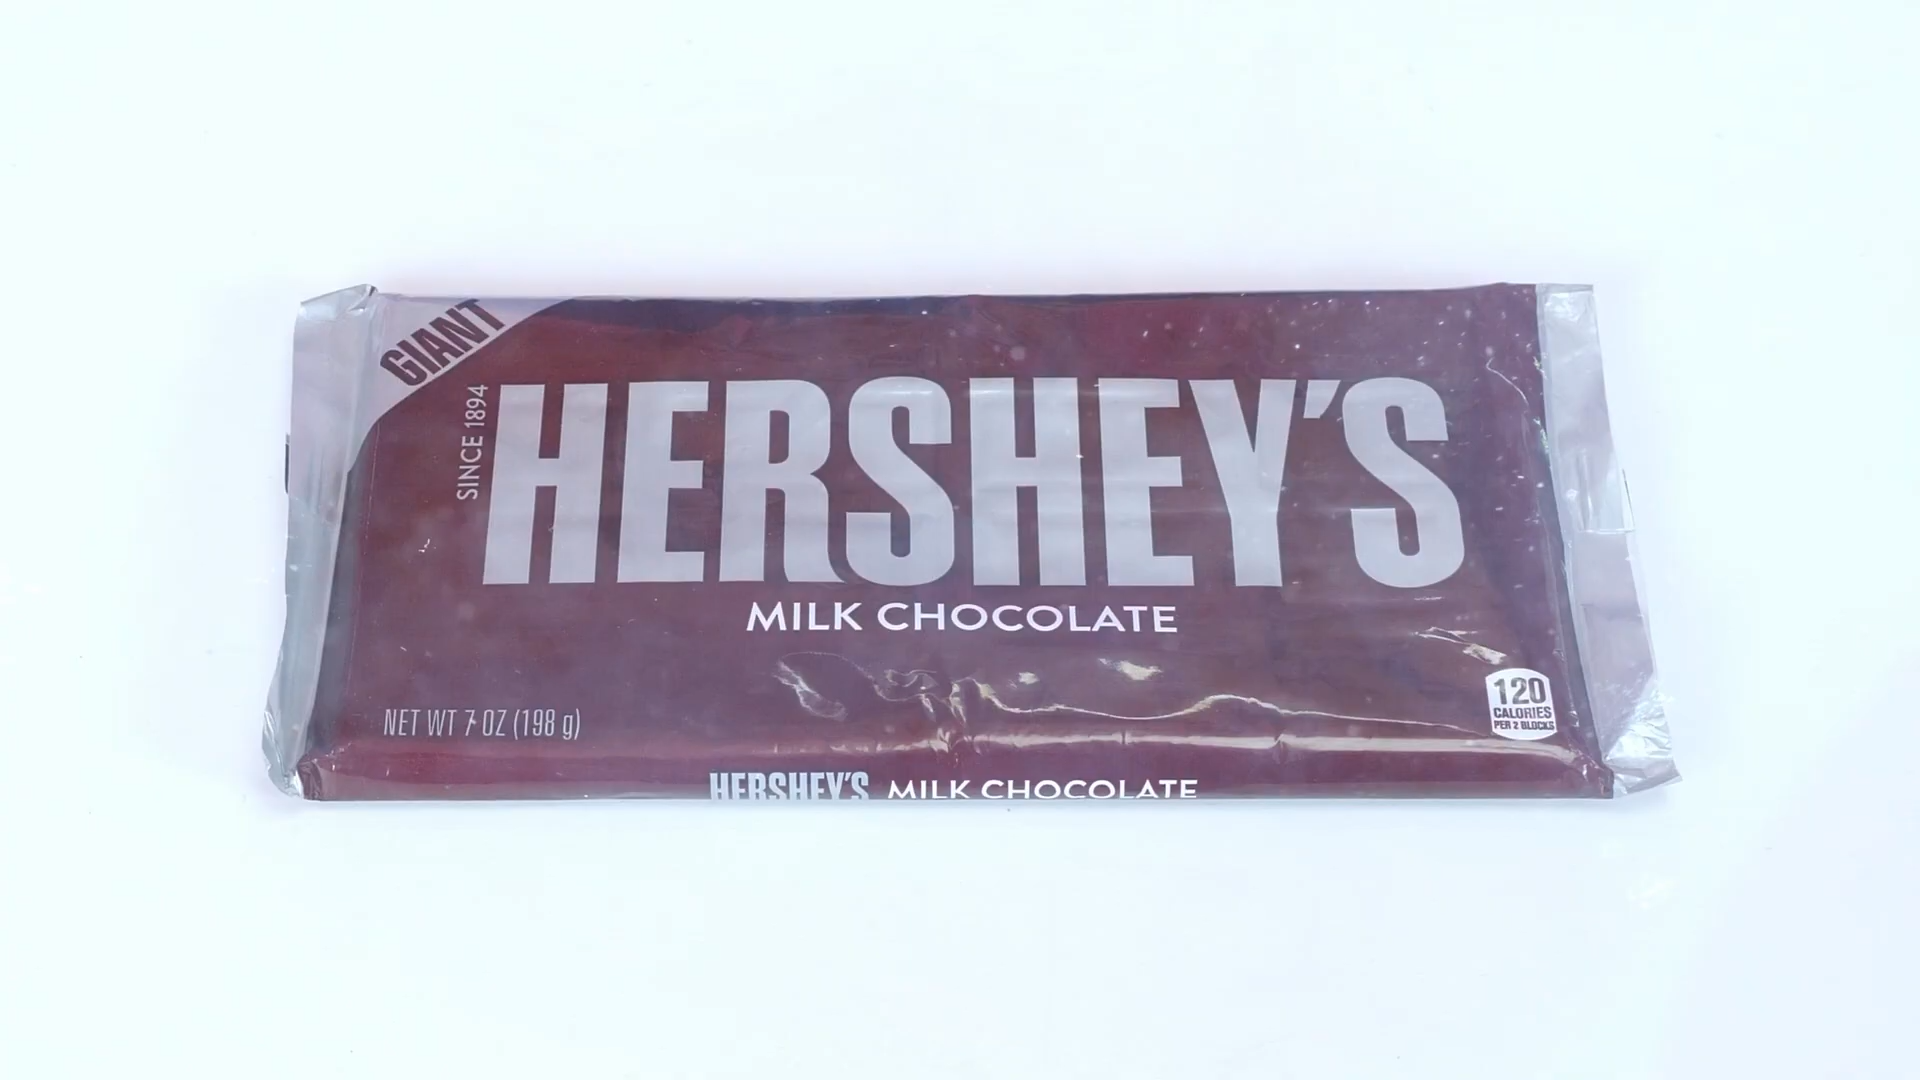 GIANT
SINCE 1894
HERSHEY'S
MILK CHOCOLATE
NET WT 7 OZ (198 g)
120
CALORIES
PER 2 BLOCKS
HERSHEY'S MILK CHOCOLATE